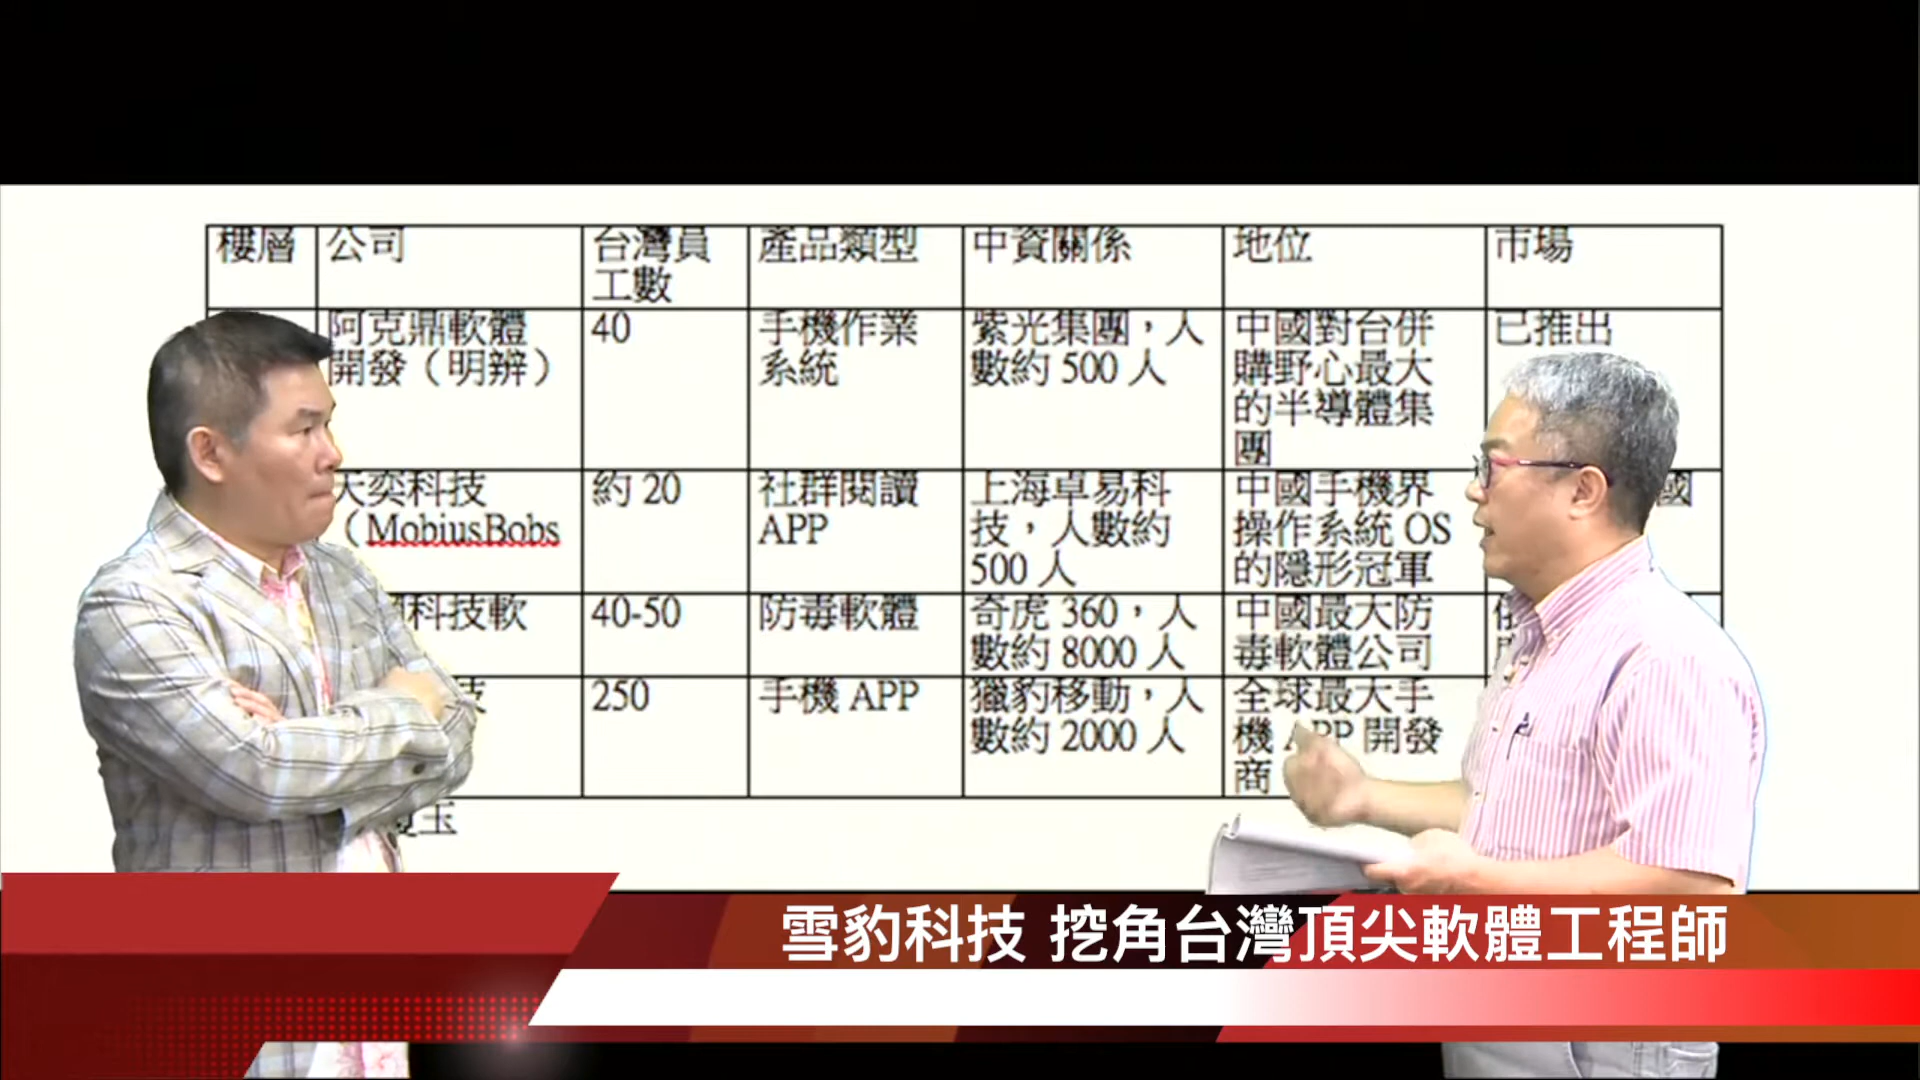 樓層 公司 台灣員工數 產品類型 中資關係 地位 市場
阿克鼎軟體開發（明辨） 40 手機作業系統 紫光集團，人數約 500 人 中國對台併購野心最大的半導體集團 已推出
天奕科技（MobiusBobs 約 20 社群閱讀 APP 上海卓易科技，人數約 500 人 中國手機界操作系統 OS 的隱形冠軍 國
科技軟 40-50 防毒軟體 奇虎 360，人數約 8000 人 中國最大防毒軟體公司
技 250 手機 APP 獵豹移動，人數約 2000 人 全球最大手機 APP 開發商
玉
雪豹科技 挖角台灣頂尖軟體工程師